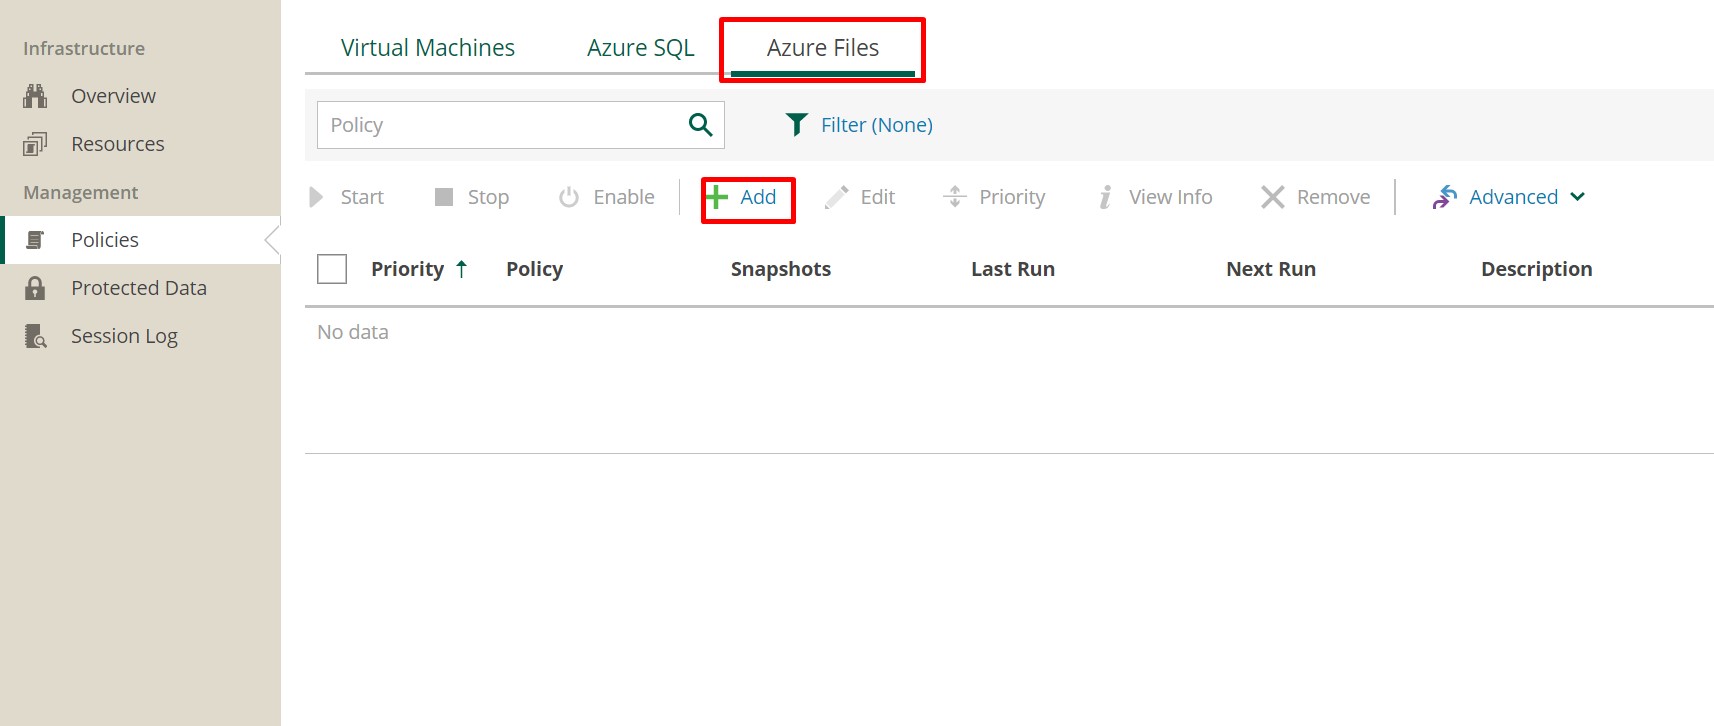 Infrastructure
Overview
Resources
Management
Policies
Protected Data
Session Log
Virtual Machines Azure SQL Azure Files
Policy Filter (None)
Start Stop Enable Add Edit Priority View Info Remove Advanced
Priority Policy Snapshots Last Run Next Run Description
No data